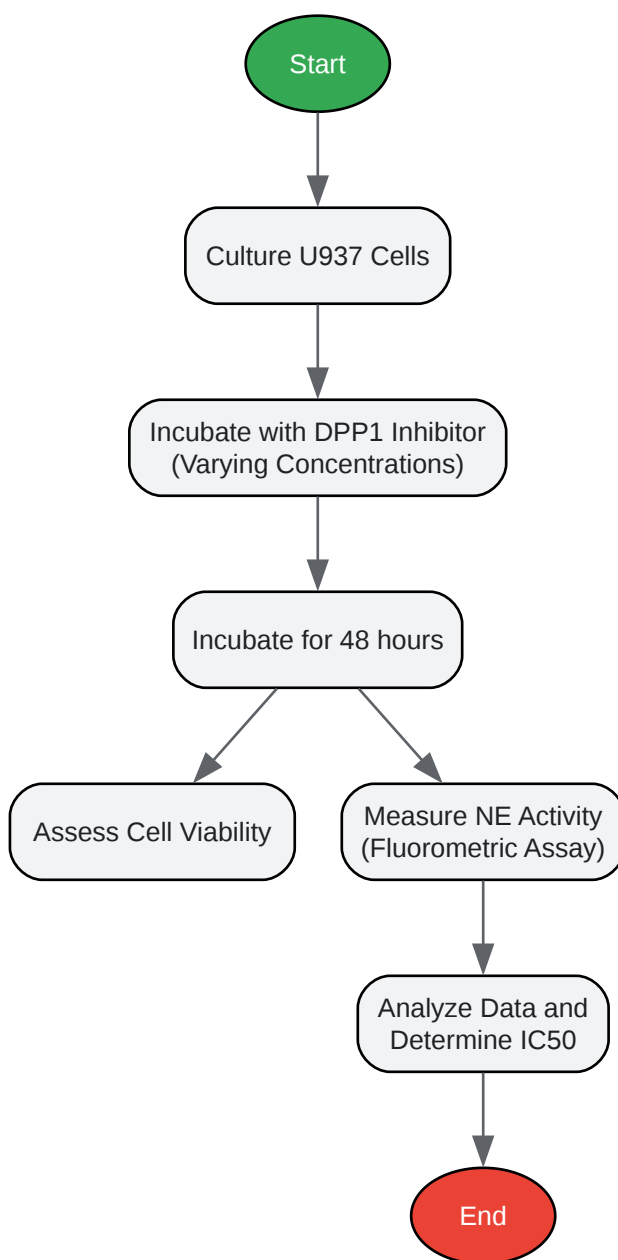 Start
Culture U937 Cells
Incubate with DPP1 Inhibitor
(Varying Concentrations)
Incubate for 48 hours
Assess Cell Viability
Measure NE Activity
(Fluorometric Assay)
Analyze Data and
Determine IC50
End